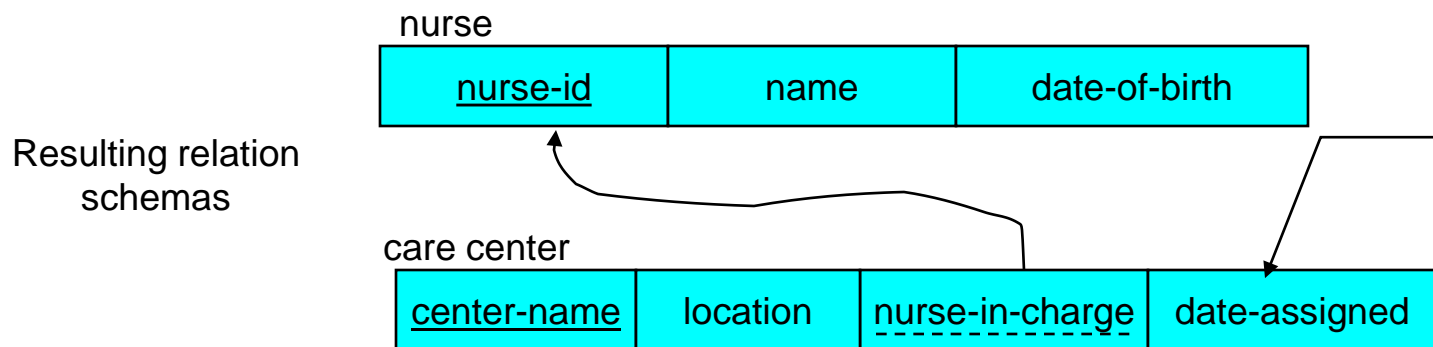 nurse
nurse-id name date-of-birth
Resulting relation
schemas
care center
center-name location nurse-in-charge date-assigned